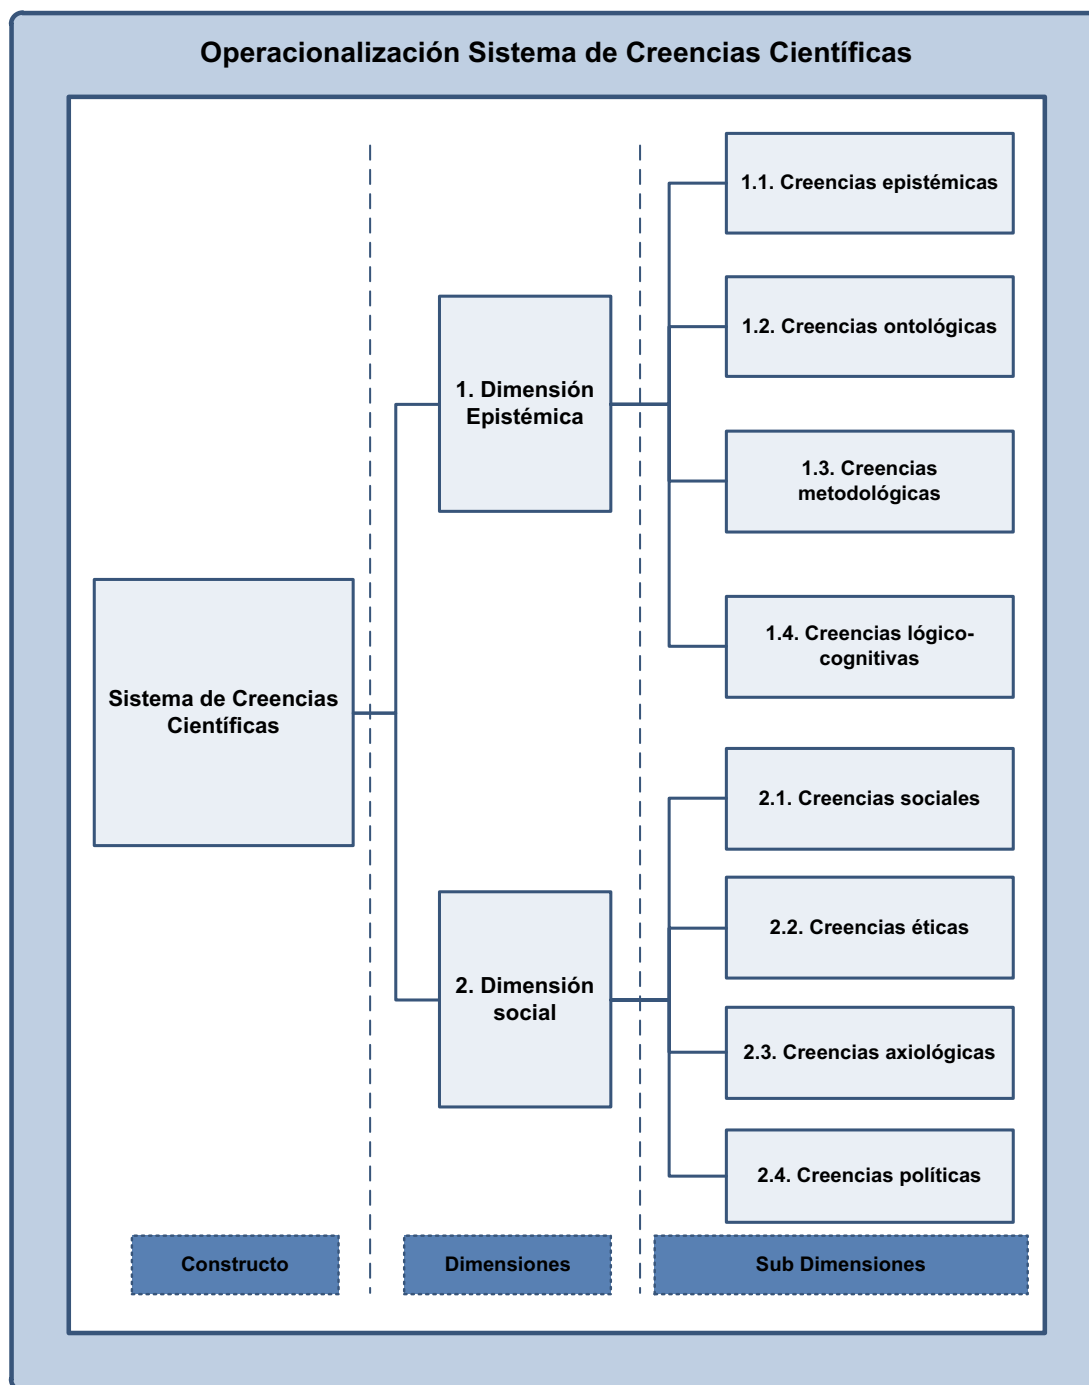 Operacionalización Sistema de Creencias Científicas
Sistema de Creencias
Científicas
1. Dimensión
Epistémica
1.1. Creencias epistémicas
1.2. Creencias ontológicas
1.3. Creencias
metodológicas
1.4. Creencias lógico-
cognitivas
2. Dimensión
social
2.1. Creencias sociales
2.2. Creencias éticas
2.3. Creencias axiológicas
2.4. Creencias políticas
Constructo
Dimensiones
Sub Dimensiones